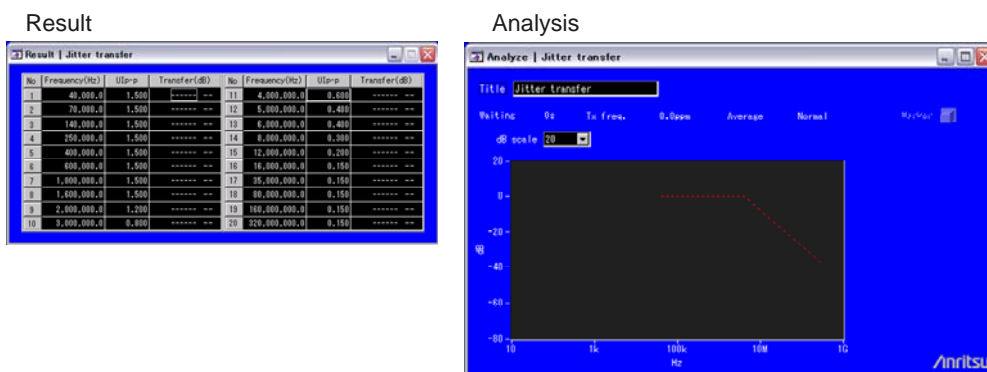 Result
Analysis
Result | Jitter transfer
No Frequency(Hz) UIp-p Transfer(dB) No Frequency(Hz) UIp-p Transfer(dB)
1 40,000.0 1.500 ------ -- 11 4,000,000.0 0.600 ------ --
2 70,000.0 1.500 ------ -- 12 5,000,000.0 0.480 ------ --
3 140,000.0 1.500 ------ -- 13 6,000,000.0 0.400 ------ --
4 250,000.0 1.500 ------ -- 14 8,000,000.0 0.300 ------ --
5 400,000.0 1.500 ------ -- 15 12,000,000.0 0.200 ------ --
6 600,000.0 1.500 ------ -- 16 16,000,000.0 0.150 ------ --
7 1,000,000.0 1.500 ------ -- 17 35,000,000.0 0.150 ------ --
8 1,600,000.0 1.500 ------ -- 18 80,000,000.0 0.150 ------ --
9 2,000,000.0 1.200 ------ -- 19 160,000,000.0 0.150 ------ --
10 3,000,000.0 0.800 ------ -- 20 320,000,000.0 0.150 ------ --
Analyze | Jitter transfer
Title Jitter transfer
Waiting 0s Tx freq. 0.0ppm Average Normal
dB scale 20
20
0
-20
dB
-40
-60
-80
10 1k 100k 10M 1G
Hz
Anritsu